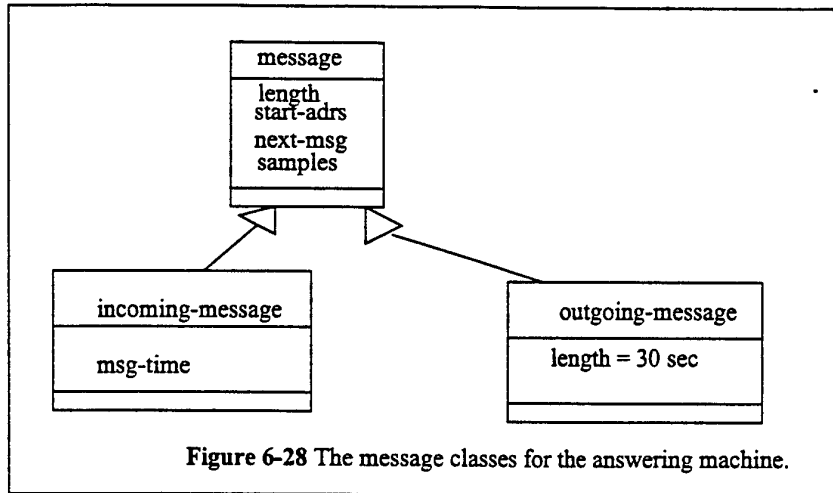 message
length
start-adrs
next-msg
samples
incoming-message
msg-time
outgoing-message
length = 30 sec
Figure 6-28 The message classes for the answering machine.